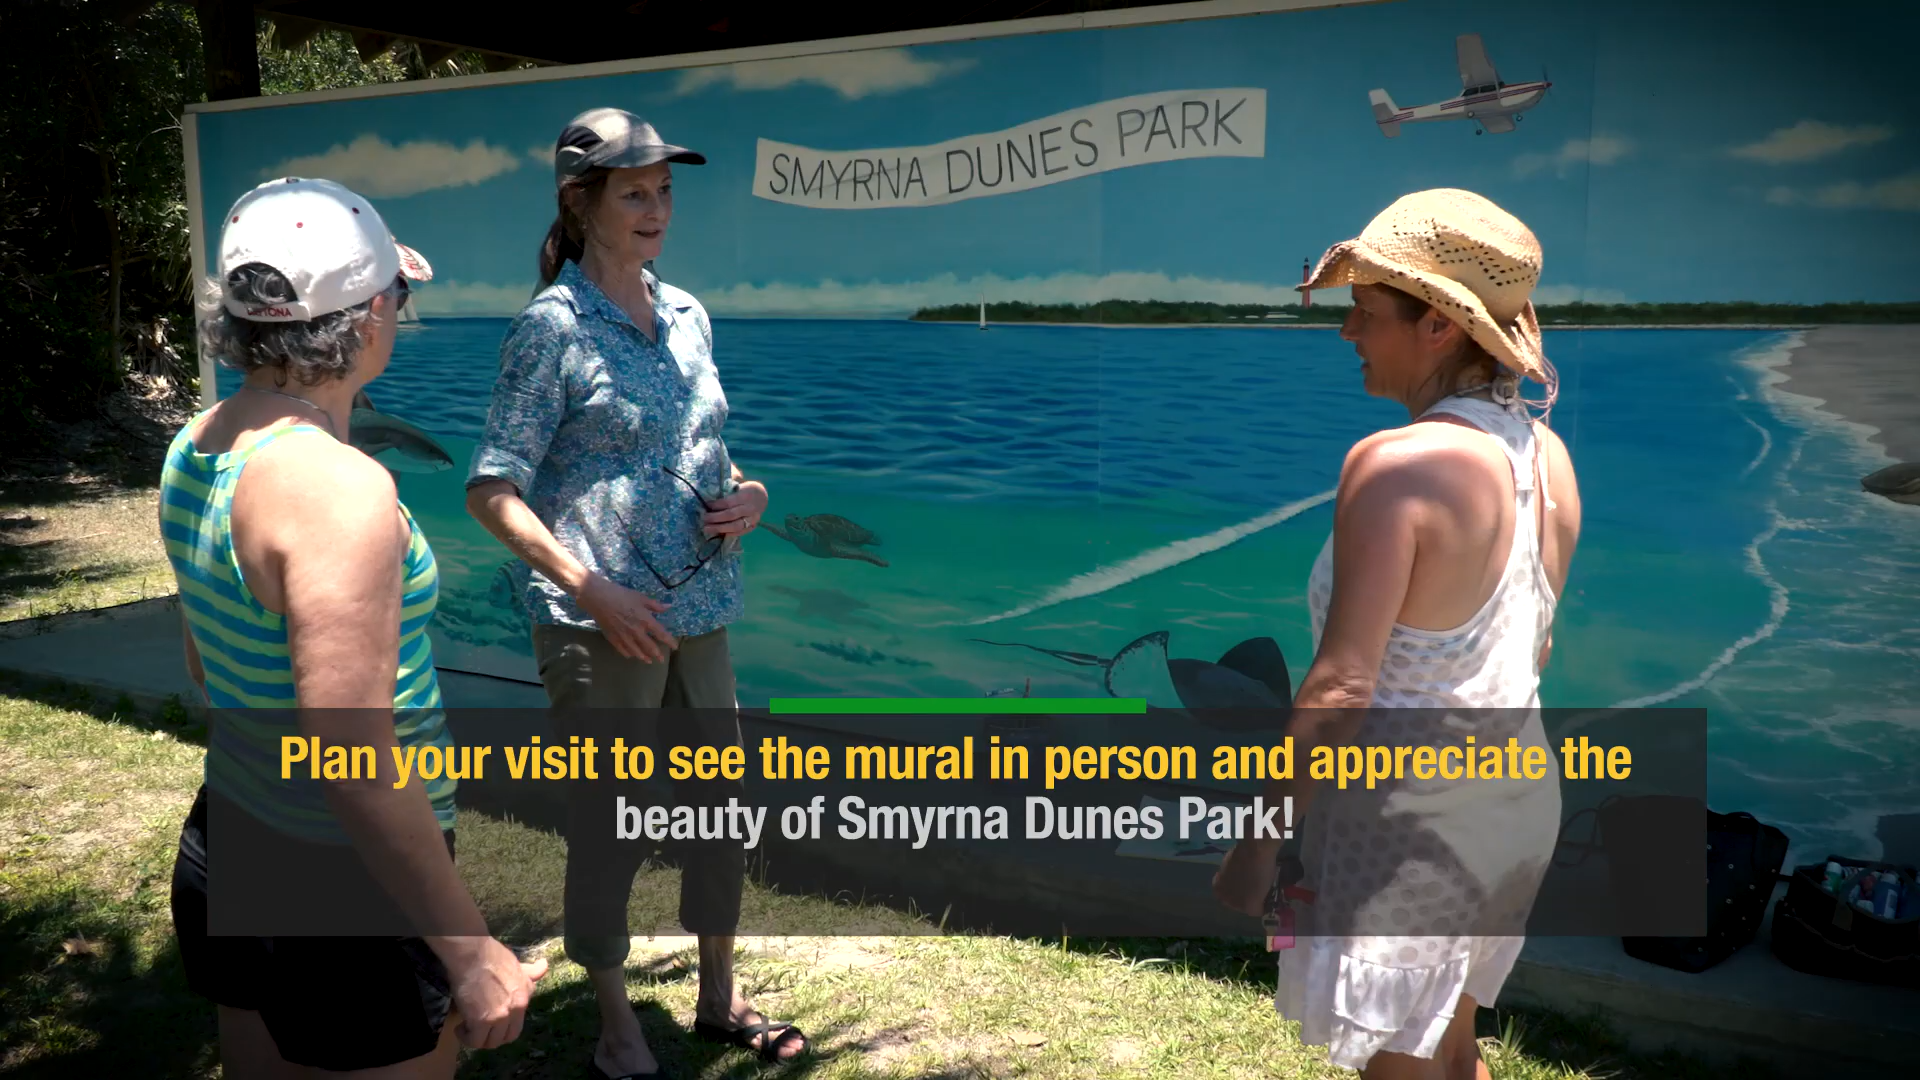 SMYRNA DUNES PARK
DAYTONA
Plan your visit to see the mural in person and appreciate the
beauty of Smyrna Dunes Park!